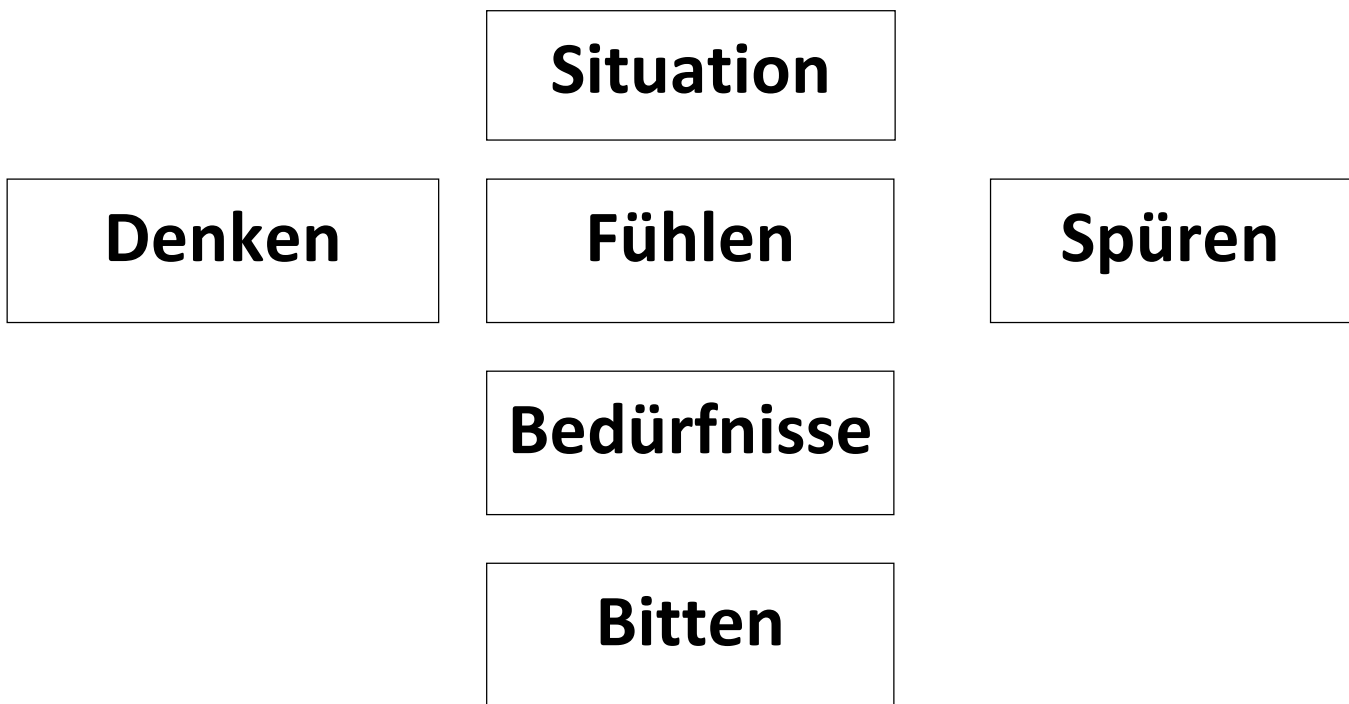 Situation
Denken
Fühlen
Spüren
Bedürfnisse
Bitten